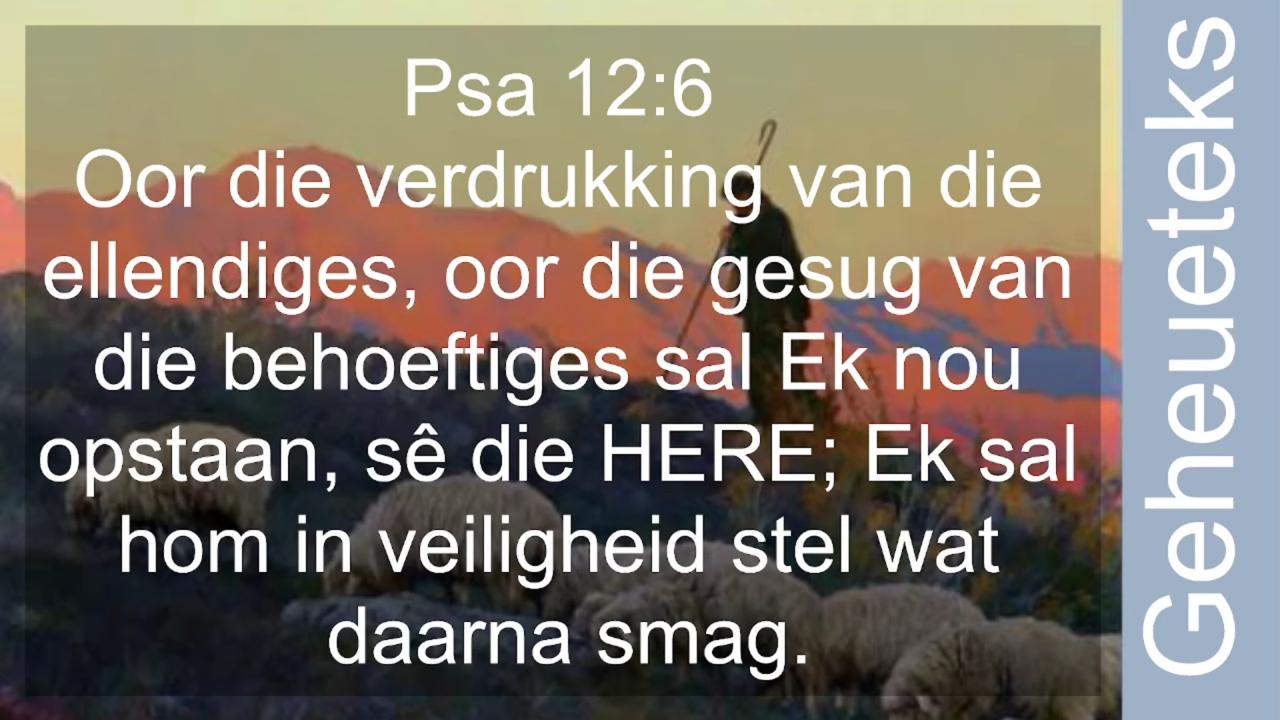 Psa 12:6
Oor die verdrukking van die
ellendiges, oor die gesug van
die behoeftiges sal Ek nou
opstaan, sê die HERE; Ek sal
hom in veiligheid stel wat
daarna smag.
Geheueteks